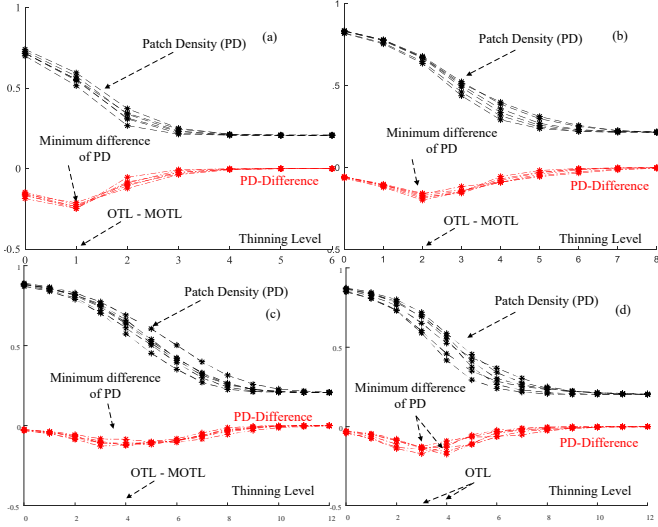 1
(a)
Patch Density (PD)
0.5
Minimum difference
of PD
0
PD-Difference
OTL - MOTL
Thinning Level
-0.5
0 1 2 3 4 5 6
1
(b)
Patch Density (PD)
0.5
Minimum difference
of PD
0
PD-Difference
OTL - MOTL
Thinning Level
-0.5
0 1 2 3 4 5 6 7 8
1
Patch Density (PD)
(c)
0.5
Minimum difference
of PD
0
PD-Difference
OTL - MOTL
Thinning Level
-0.5
0 2 4 6 8 10 12
1
(d)
Patch Density (PD)
0.5
Minimum difference
of PD
0
PD-Difference
OTL
Thinning Level
-0.5
0 2 4 6 8 10 12